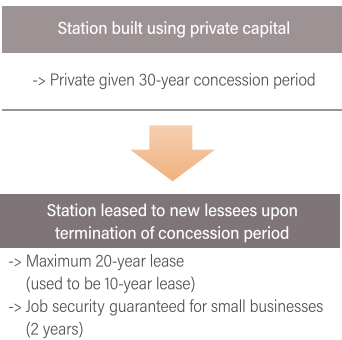 Station built using private capital
-> Private given 30-year concession period
Station leased to new lessees upon
termination of concession period
-> Maximum 20-year lease
(used to be 10-year lease)
-> Job security guaranteed for small businesses
(2 years)